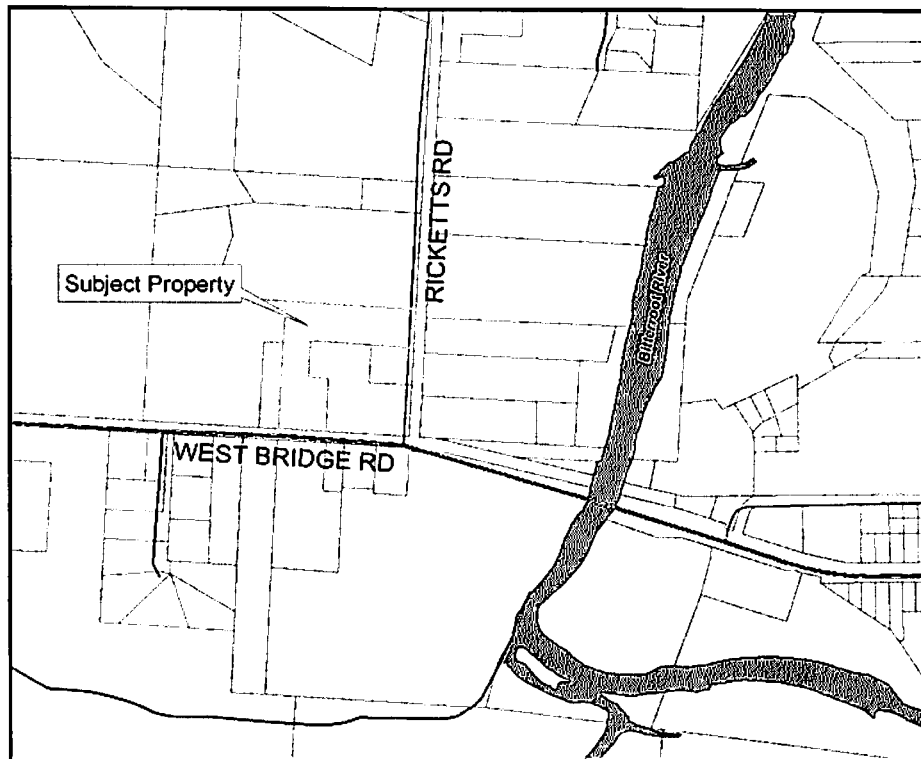 RICKETTS RD
Subject Property
Bitterroot River
WEST BRIDGE RD